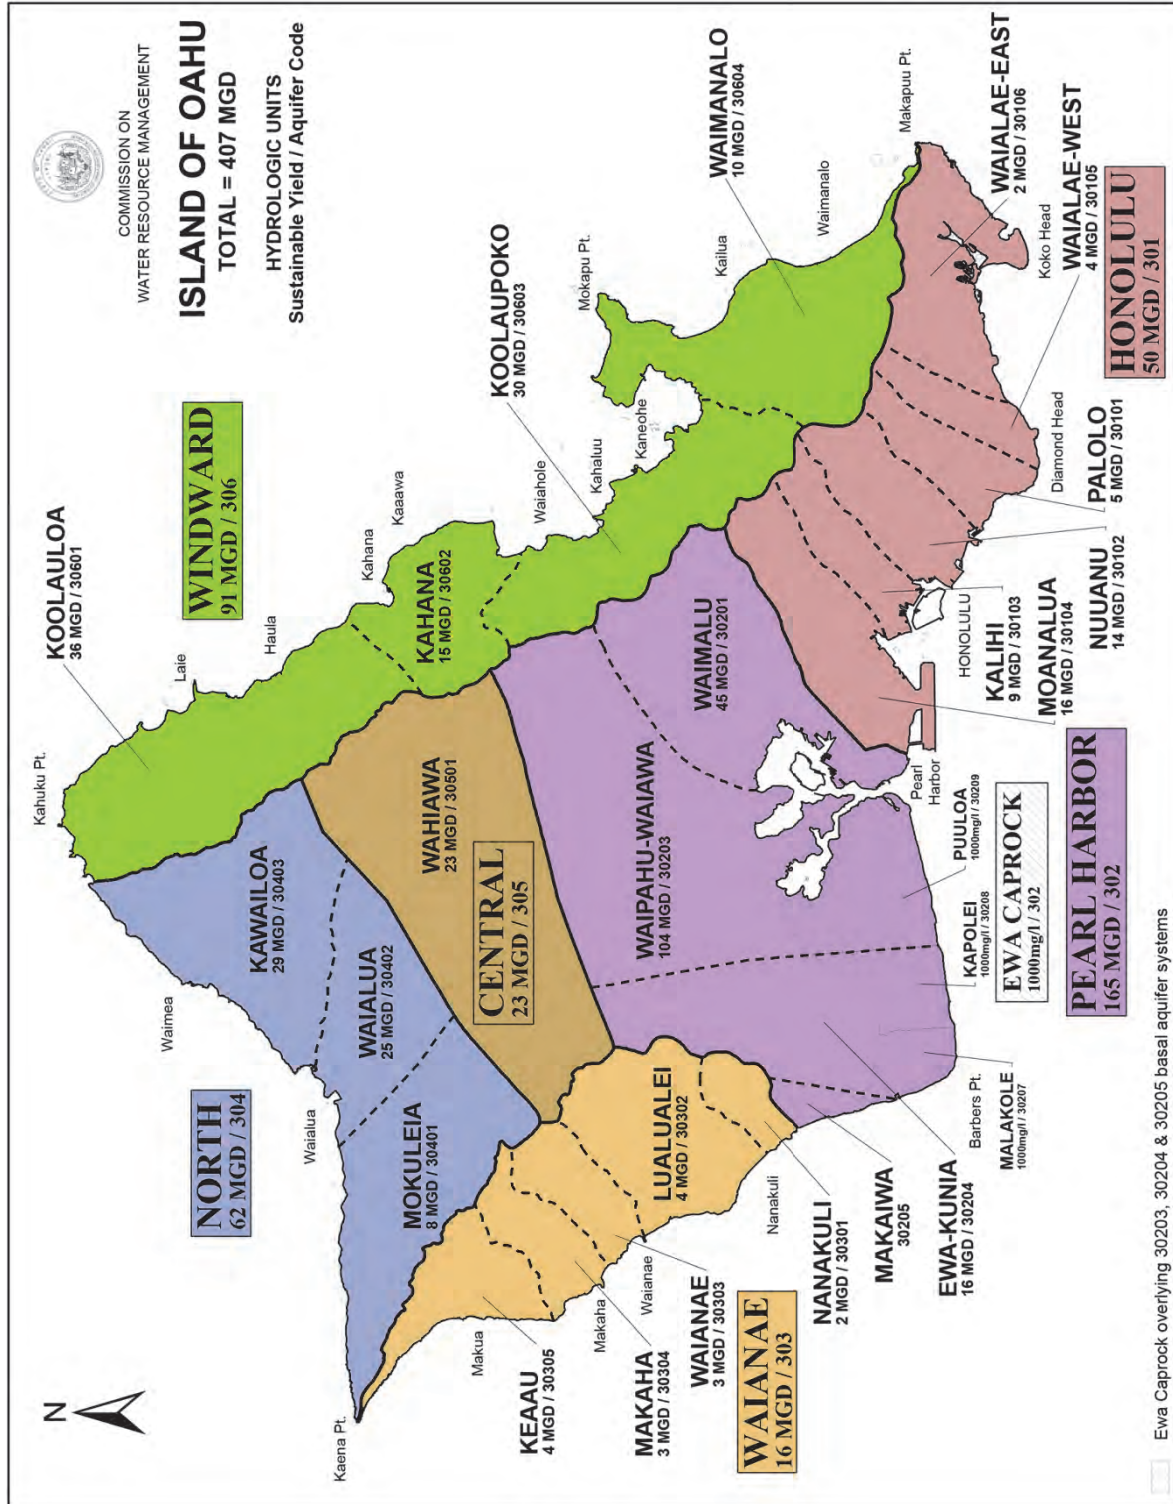 COMMISSION ON
WATER RESOURCE MANAGEMENT
ISLAND OF OAHU
TOTAL = 407 MGD
HYDROLOGIC UNITS
Sustainable Yield / Aquifer Code
N
WINDWARD
91 MGD / 306
KOOLAULOA
36 MGD / 30601
KAHANA
15 MGD / 30602
KOOLAUPOKO
30 MGD / 30603
WAIMANALO
10 MGD / 30604
Kahuku Pt.
Laie
Haula
Kahana
Kaaawa
Waiahole
Kahaluu
Kaneohe
Mokapu Pt.
Kailua
Waimanalo
Makapuu Pt.
NORTH
62 MGD / 304
KAWAILOA
29 MGD / 30403
WAIALUA
25 MGD / 30402
MOKULEIA
8 MGD / 30401
Waimea
Waialua
Kaena Pt.
CENTRAL
23 MGD / 305
WAHIAWA
23 MGD / 30501
WAIANAE
16 MGD / 303
KEAAU
4 MGD / 30305
MAKAHA
3 MGD / 30304
WAIANAE
3 MGD / 30303
LUALUALEI
4 MGD / 30302
NANAKULI
2 MGD / 30301
Makua
Makaha
Waianae
Nanakuli
PEARL HARBOR
165 MGD / 302
WAIMALU
45 MGD / 30201
WAIPAHU-WAIAWA
104 MGD / 30203
EWA-KUNIA
16 MGD / 30204
MAKAIWA
30205
EWA CAPROCK
1000mg/l / 302
MALAKOLE
1000mg/l / 30207
KAPOLEI
1000mg/l / 30208
PUULOA
1000mg/l / 30209
Barbers Pt.
Pearl
Harbor
HONOLULU
50 MGD / 301
MOANALUA
16 MGD / 30104
KALIHI
9 MGD / 30103
NUUANU
14 MGD / 30102
PALOLO
5 MGD / 30101
WAIALAE-WEST
4 MGD / 30105
WAIALAE-EAST
2 MGD / 30106
HONOLULU
Diamond Head
Koko Head
Ewa Caprock overlying 30203, 30204 & 30205 basal aquifer systems